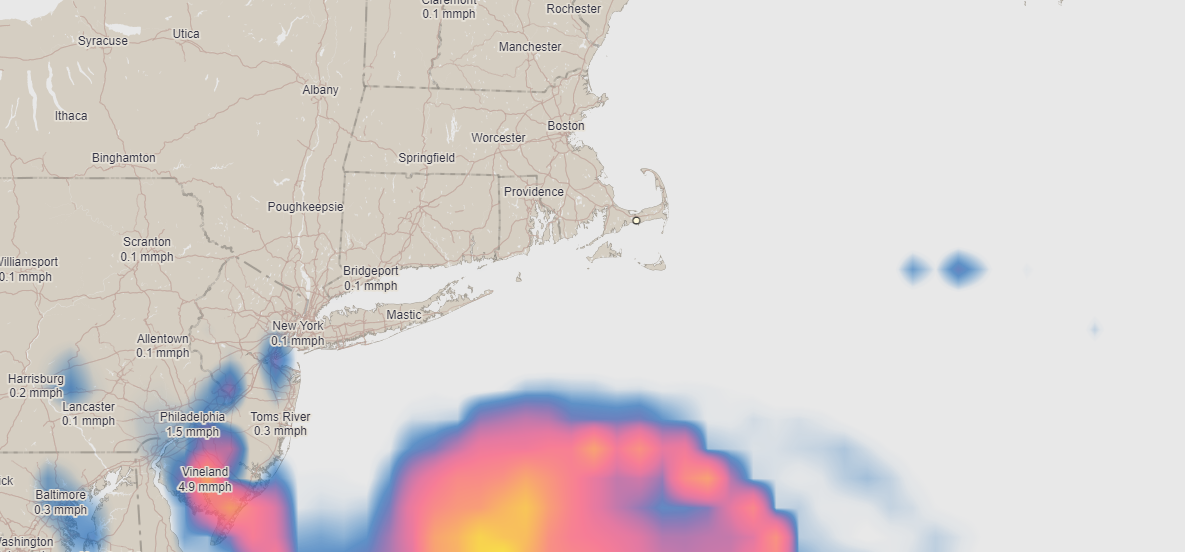 Claremont
0.1 mmph
Rochester
Syracuse
Utica
Manchester
Albany
Ithaca
Boston
Worcester
Binghamton
Springfield
Providence
Poughkeepsie
Scranton
0.1 mmph
Williamsport
0.1 mmph
Bridgeport
0.1 mmph
Mastic
New York
0.1 mmph
Allentown
0.1 mmph
Harrisburg
0.2 mmph
Lancaster
0.1 mmph
Philadelphia
1.5 mmph
Toms River
0.3 mmph
Vineland
4.9 mmph
ick
Baltimore
0.3 mmph
Washington